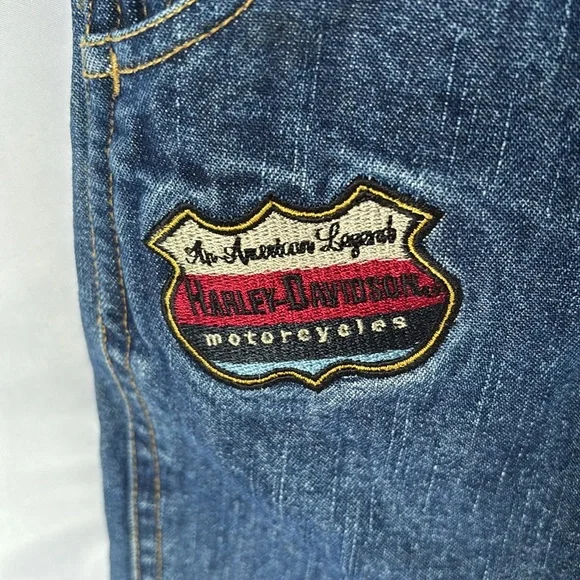 An American Legend
HARLEY-DAVIDSON
motorcycles